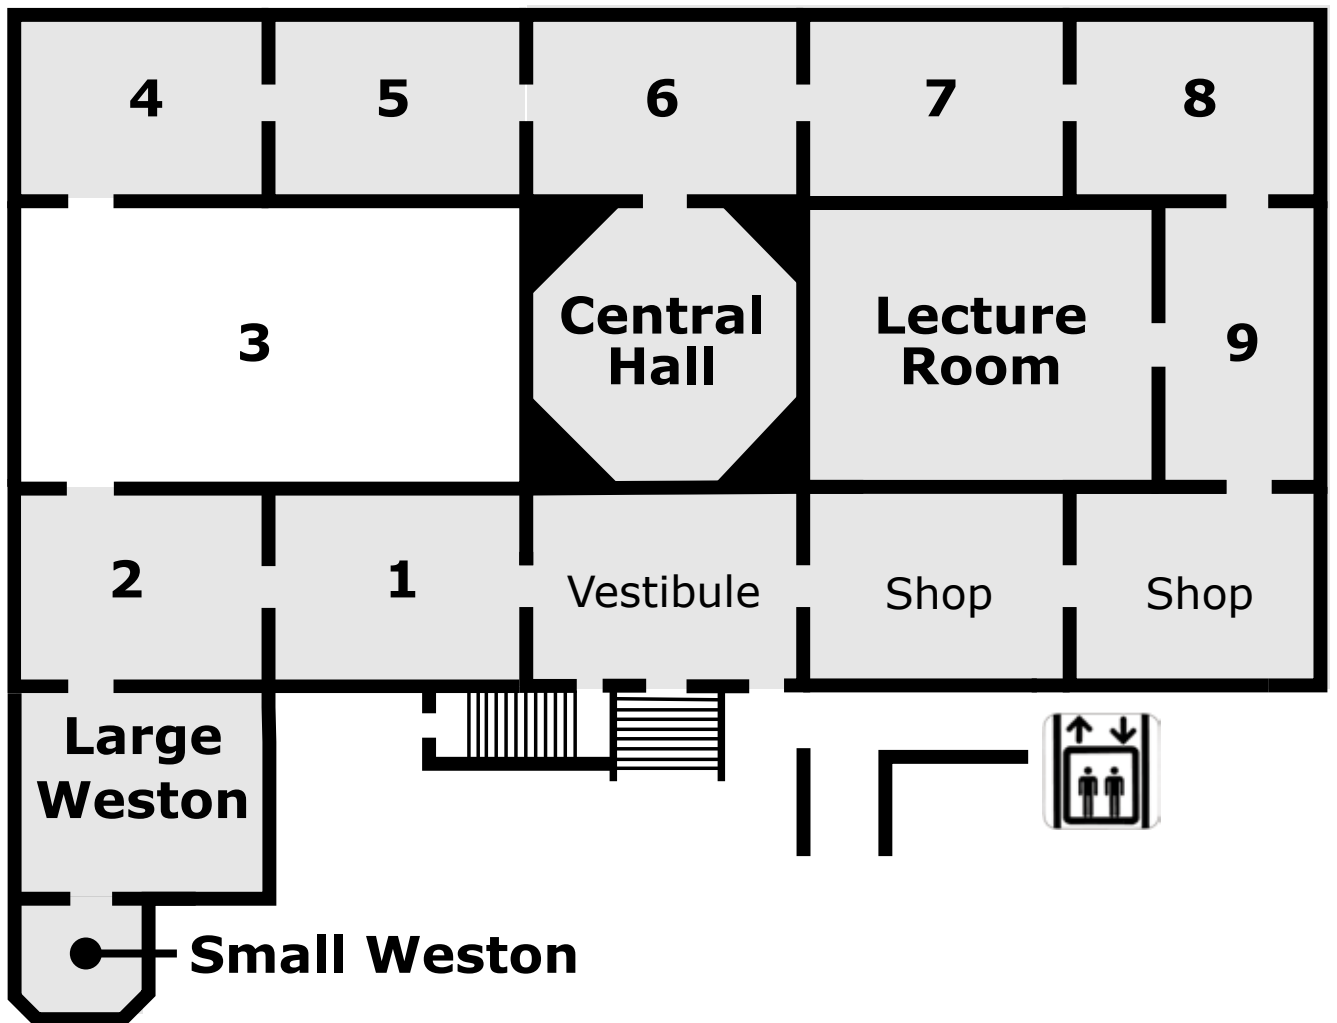 4
5
6
7
8
3
Central
Hall
Lecture
Room
9
2
1
Vestibule
Shop
Shop
Large
Weston
Small Weston